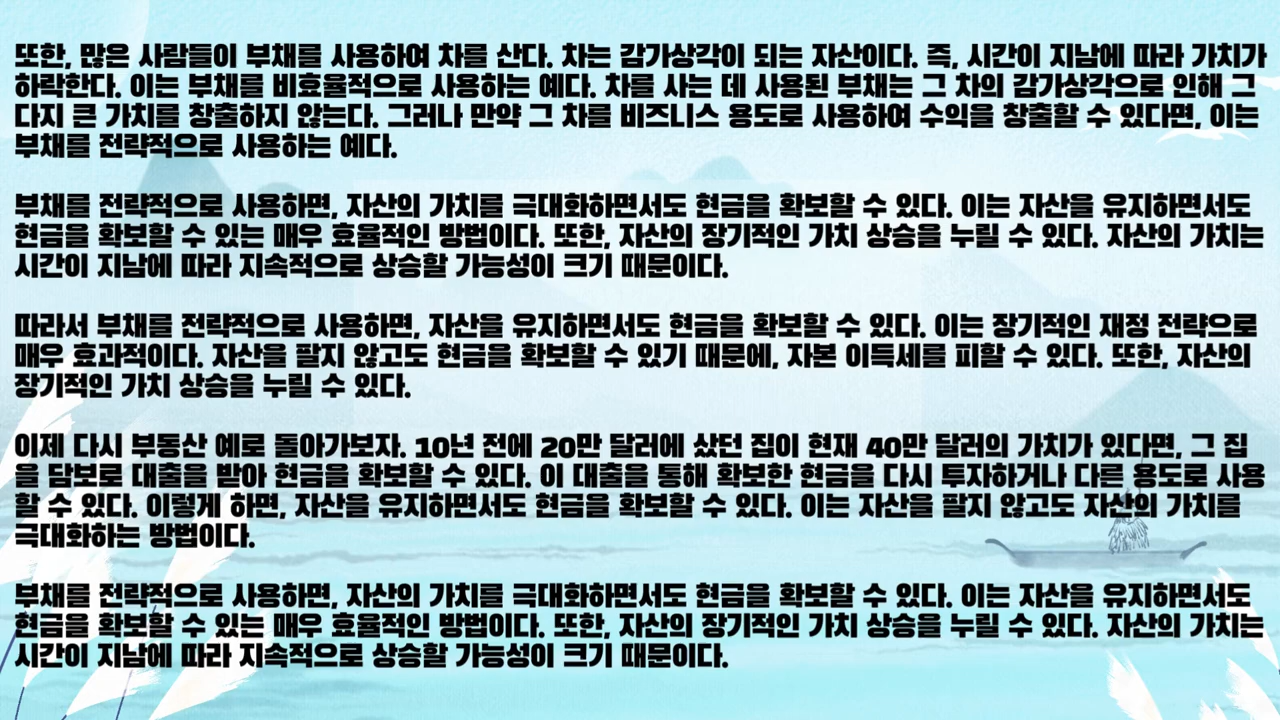 또한, 많은 사람들이 부채를 사용하여 차를 산다. 차는 감가상각이 되는 자산이다. 즉, 시간이 지남에 따라 가치가
하락한다. 이는 부채를 비효율적으로 사용하는 예다. 차를 사는 데 사용된 부채는 그 차의 감가상각으로 인해 그
다지 큰 가치를 창출하지 않는다. 그러나 만약 그 차를 비즈니스 용도로 사용하여 수익을 창출할 수 있다면, 이는
부채를 전략적으로 사용하는 예다.
부채를 전략적으로 사용하면, 자산의 가치를 극대화하면서도 현금을 확보할 수 있다. 이는 자산을 유지하면서도
현금을 확보할 수 있는 매우 효율적인 방법이다. 또한, 자산의 장기적인 가치 상승을 누릴 수 있다. 자산의 가치는
시간이 지남에 따라 지속적으로 상승할 가능성이 크기 때문이다.
따라서 부채를 전략적으로 사용하면, 자산을 유지하면서도 현금을 확보할 수 있다. 이는 장기적인 재정 전략으로
매우 효과적이다. 자산을 팔지 않고도 현금을 확보할 수 있기 때문에, 자본 이득세를 피할 수 있다. 또한, 자산의
장기적인 가치 상승을 누릴 수 있다.
이제 다시 부동산 예로 돌아가보자. 10년 전에 20만 달러에 샀던 집이 현재 40만 달러의 가치가 있다면, 그 집
을 담보로 대출을 받아 현금을 확보할 수 있다. 이 대출을 통해 확보한 현금을 다시 투자하거나 다른 용도로 사용
할 수 있다. 이렇게 하면, 자산을 유지하면서도 현금을 확보할 수 있다. 이는 자산을 팔지 않고도 자산의 가치를
극대화하는 방법이다.
부채를 전략적으로 사용하면, 자산의 가치를 극대화하면서도 현금을 확보할 수 있다. 이는 자산을 유지하면서도
현금을 확보할 수 있는 매우 효율적인 방법이다. 또한, 자산의 장기적인 가치 상승을 누릴 수 있다. 자산의 가치는
시간이 지남에 따라 지속적으로 상승할 가능성이 크기 때문이다.